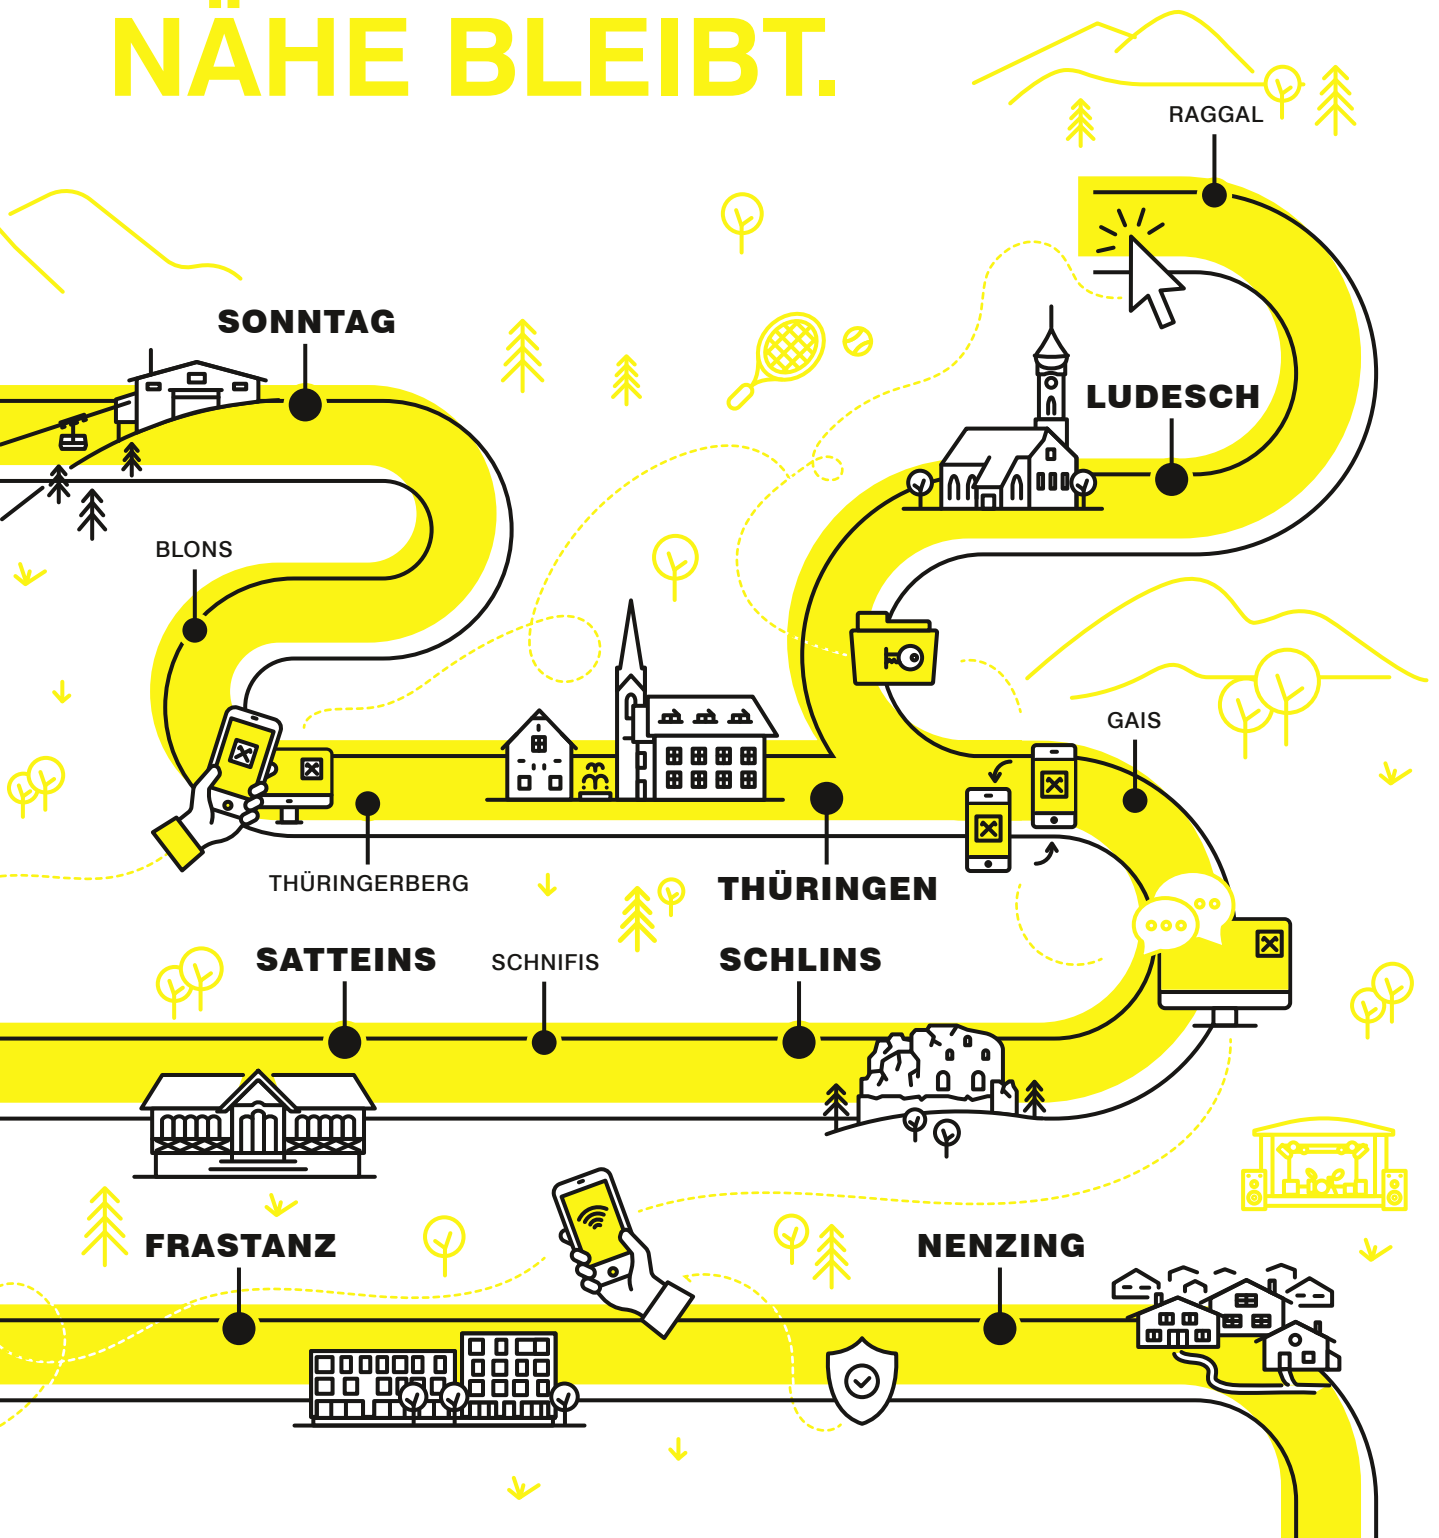 NÄHE BLEIBT.
RAGGAL
SONNTAG
LUDESCH
BLONS
GAIS
THÜRINGERBERG
THÜRINGEN
SATTEINS
SCHNIFIS
SCHLINS
FRASTANZ
NENZING